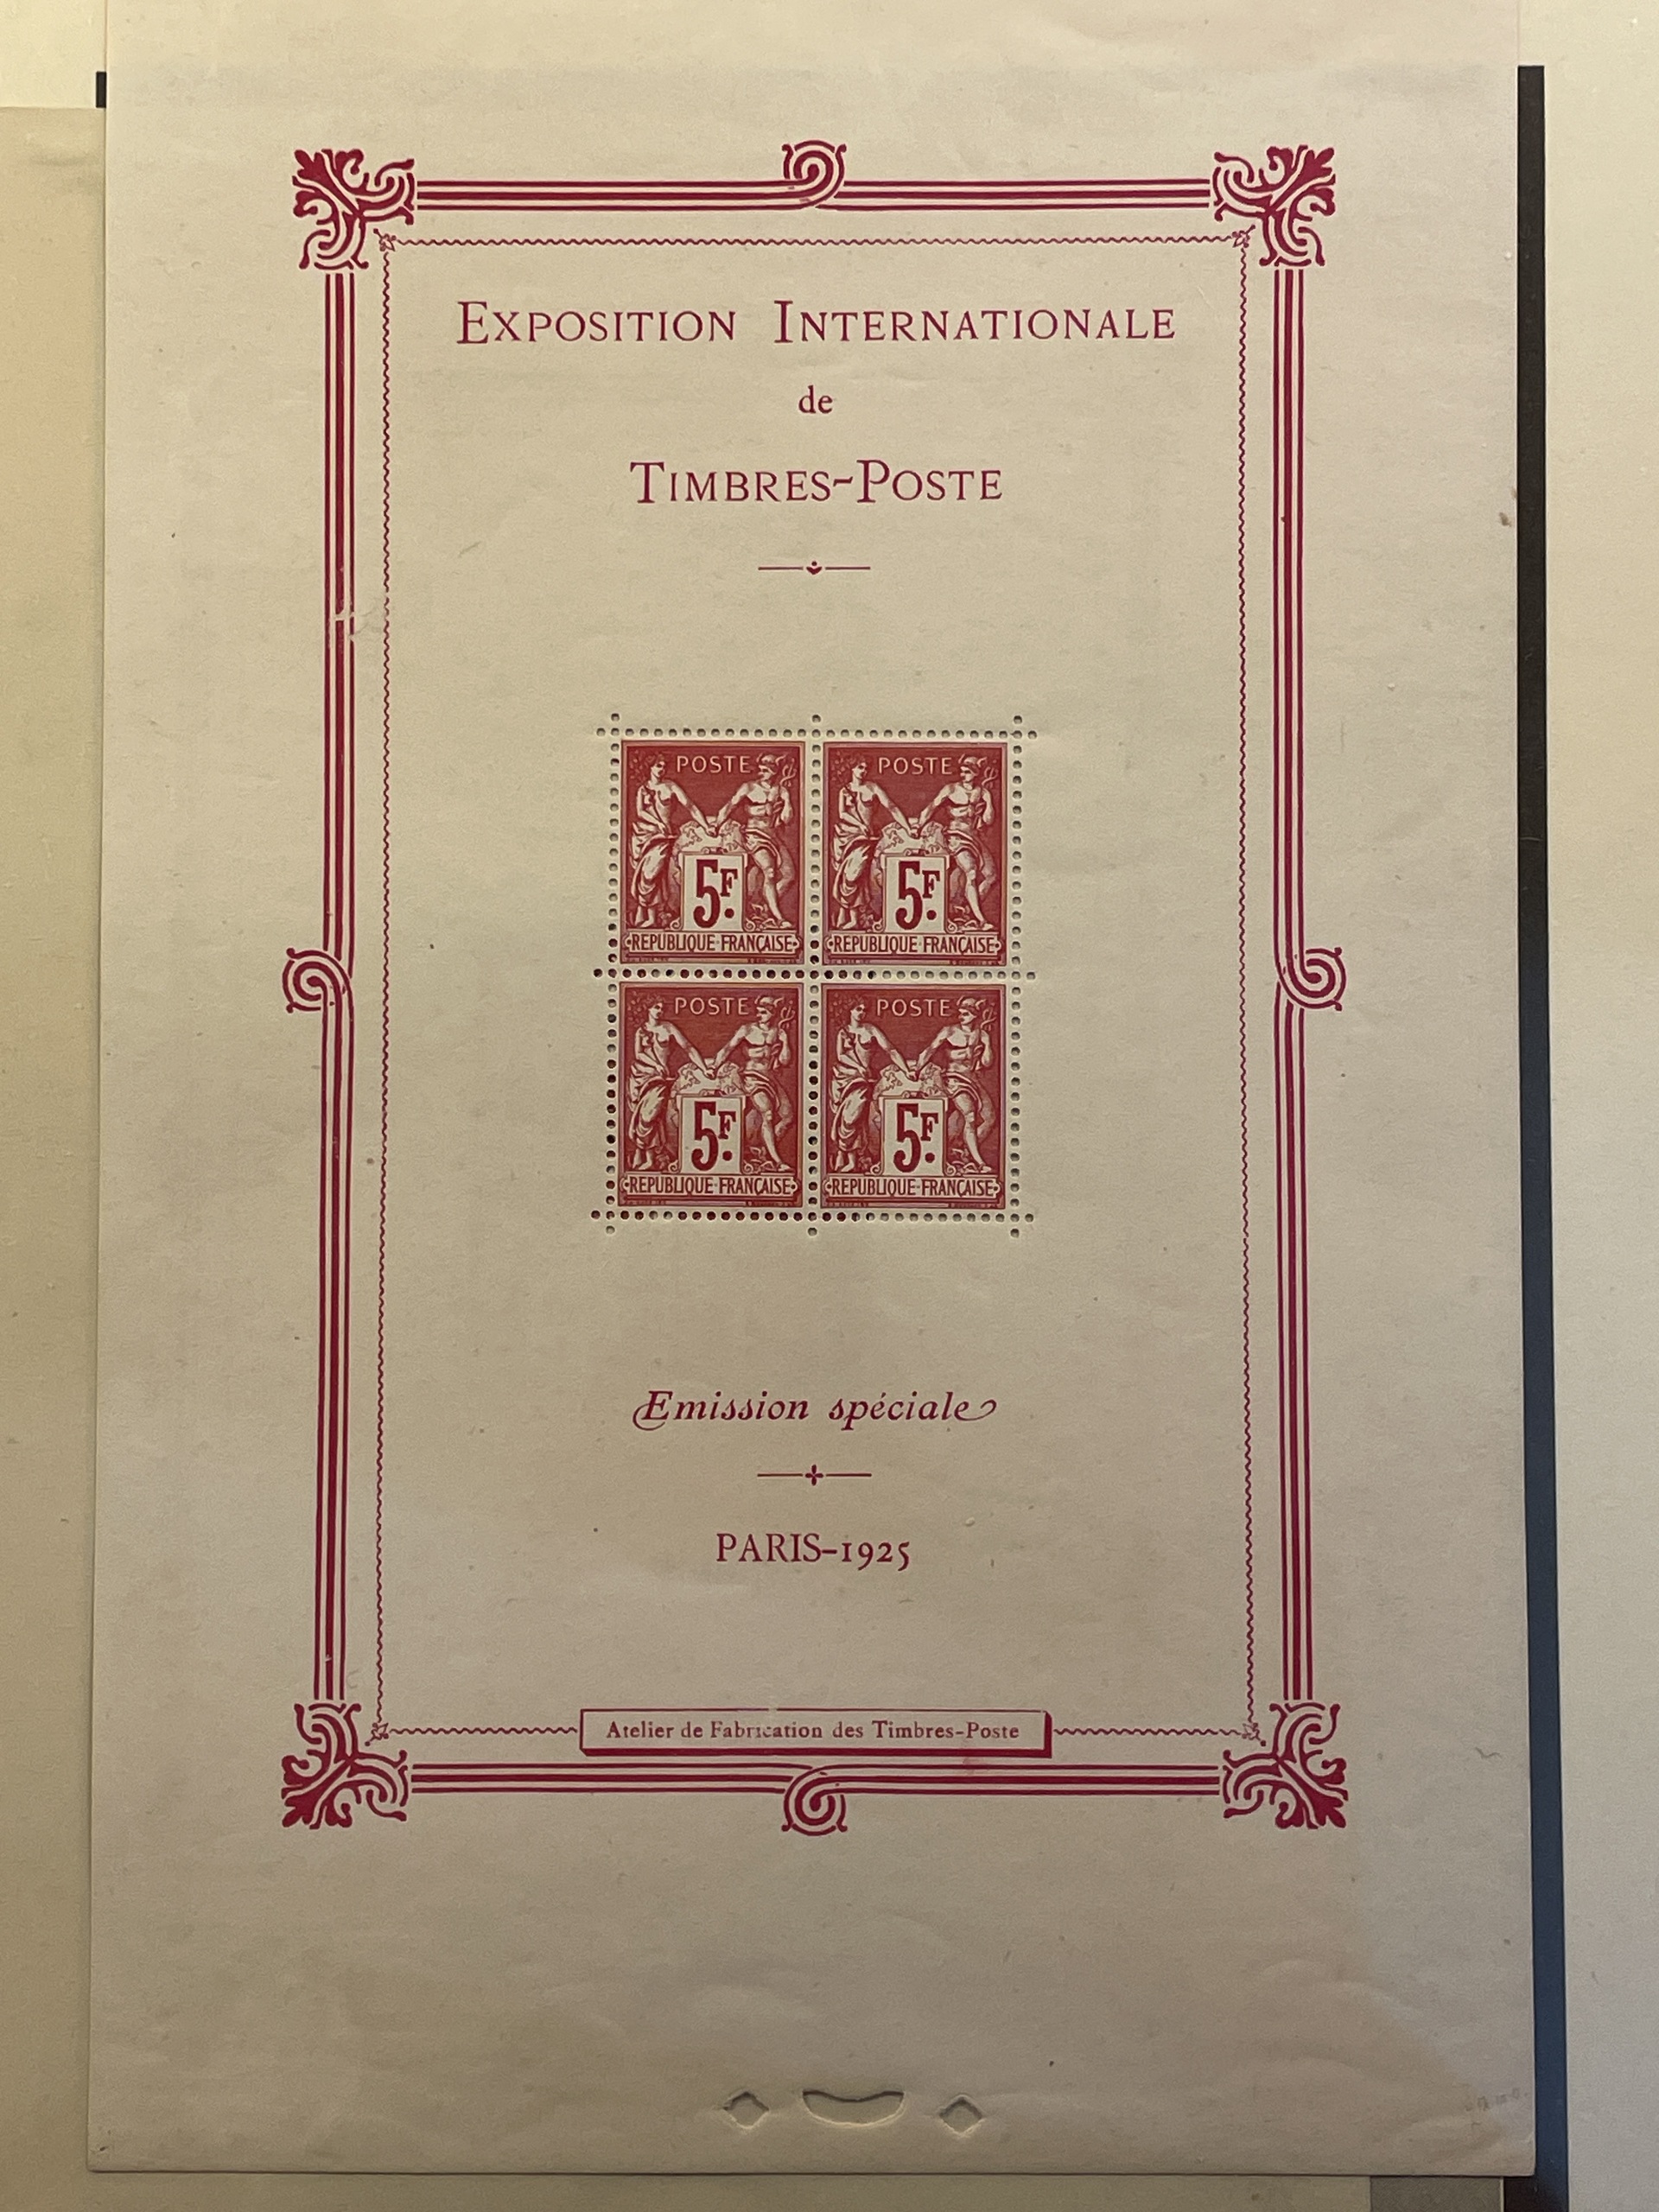 EXPOSITION INTERNATIONALE
de
TIMBRES-POSTE
POSTE POSTE
5F. 5F.
REPUBLIQUE FRANÇAISE REPUBLIQUE FRANÇAISE
POSTE POSTE
5F. 5F.
REPUBLIQUE FRANÇAISE REPUBLIQUE FRANÇAISE
Emission spéciale
PARIS-1925
Atelier de Fabrication des Timbres-Poste